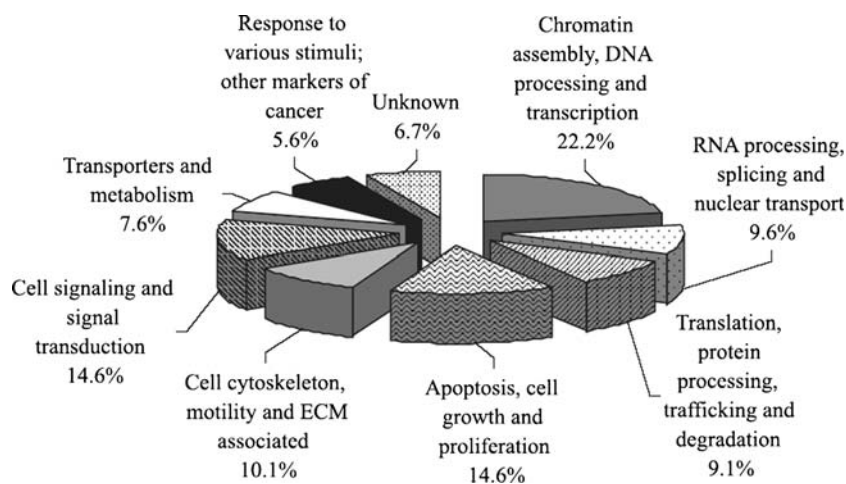 Response to
various stimuli;
other markers of
cancer
5.6%
Unknown
6.7%
Chromatin
assembly, DNA
processing and
transcription
22.2%
RNA processing,
splicing and
nuclear transport
9.6%
Translation,
protein
processing,
trafficking and
degradation
9.1%
Apoptosis, cell
growth and
proliferation
14.6%
Cell cytoskeleton,
motility and ECM
associated
10.1%
Cell signaling and
signal
transduction
14.6%
Transporters and
metabolism
7.6%